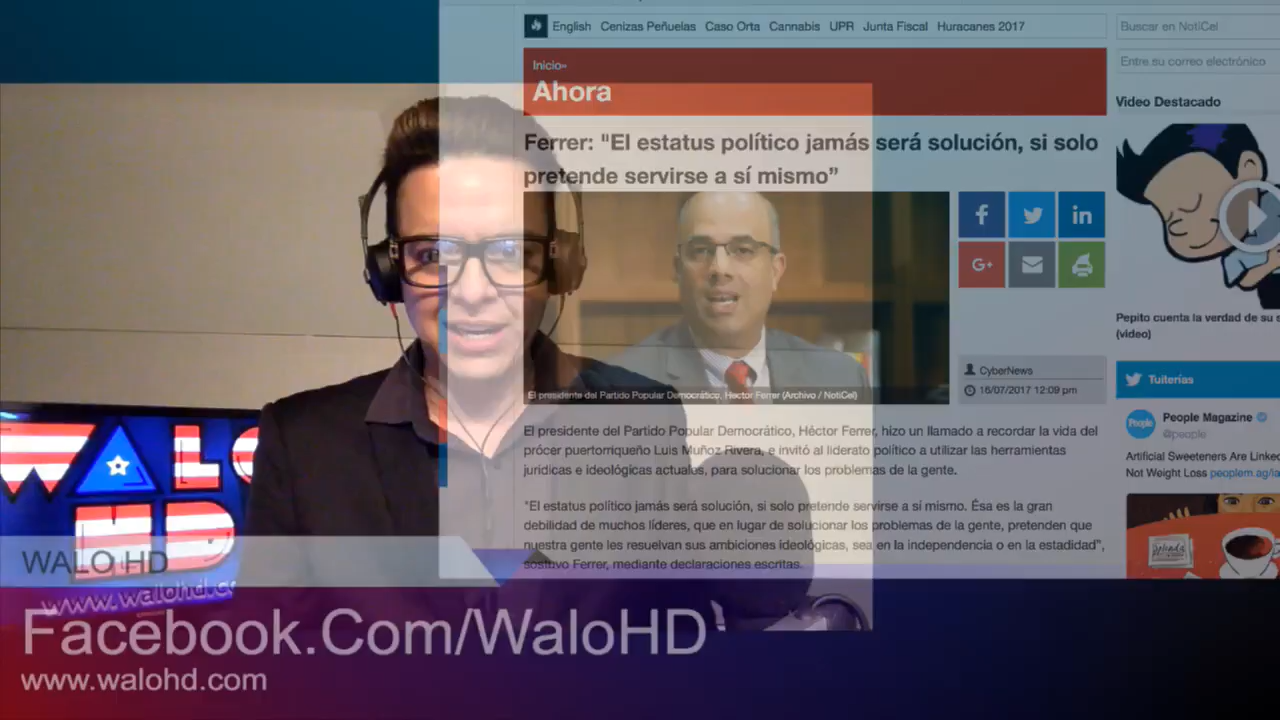 English Cenizas Peñuelas Caso Orta Cannabis UPR Junta Fiscal Huracanes 2017
Buscar en NotiCel
Inicio»
Ahora
Entre su correo electrónico
Video Destacado
Ferrer: "El estatus político jamás será solución, si solo
pretende servirse a sí mismo”
El presidente del Partido Popular Democrático, Héctor Ferrer (Archivo / NotiCel)
CyberNews
16/07/2017 12:09 pm
Pepito cuenta la verdad de su
(video)
Tuiterías
People
People Magazine
@people
Artificial Sweeteners Are Linked
Not Weight Loss peoplem.ag/
El presidente del Partido Popular Democrático, Héctor Ferrer, hizo un llamado a recordar la vida del
prócer puertorriqueño Luis Muñoz Rivera, e invitó al liderato político a utilizar las herramientas
jurídicas e ideológicas actuales, para solucionar los problemas de la gente.
"El estatus político jamás será solución, si solo pretende servirse a sí mismo. Ésa es la gran
debilidad de muchos líderes, que en lugar de solucionar los problemas de la gente, pretenden que
nuestra gente les resuelvan sus ambiciones ideológicas, sea en la independencia o en la estadidad",
sostuvo Ferrer, mediante declaraciones escritas.
WALO
HD
www.walohd.co
WALO HD
Facebook.Com/WaloHD
www.walohd.com